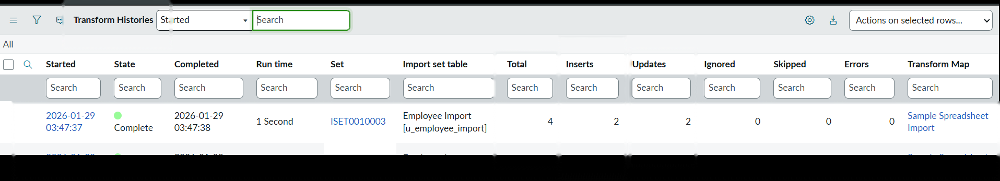 Transform Histories Started Search Actions on selected rows...
All
Started State Completed Run time Set Import set table Total Inserts Updates Ignored Skipped Errors Transform Map
Search Search Search Search Search Search Search Search Search Search Search Search Search
2026-01-29 03:47:37 Complete 2026-01-29 03:47:38 1 Second ISET0010003 Employee Import [u_employee_import] 4 2 2 0 0 0 Sample Spreadsheet Import